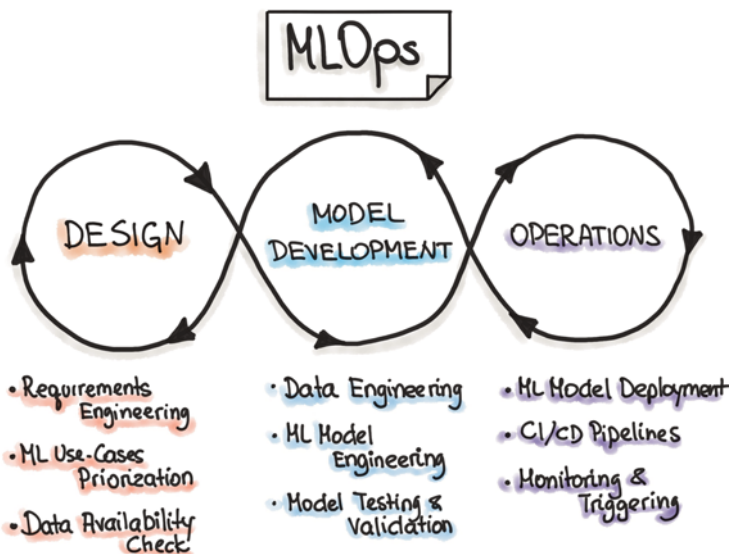 MLOps
DESIGN
MODEL
DEVELOPMENT
OPERATIONS
• Requirements
Engineering
• ML Use-Cases
Priorization
• Data Availability
Check
• Data Engineering
• ML Model
Engineering
• Model Testing &
Validation
• ML Model Deployment
• CI/CD Pipelines
• Monitoring &
Triggering